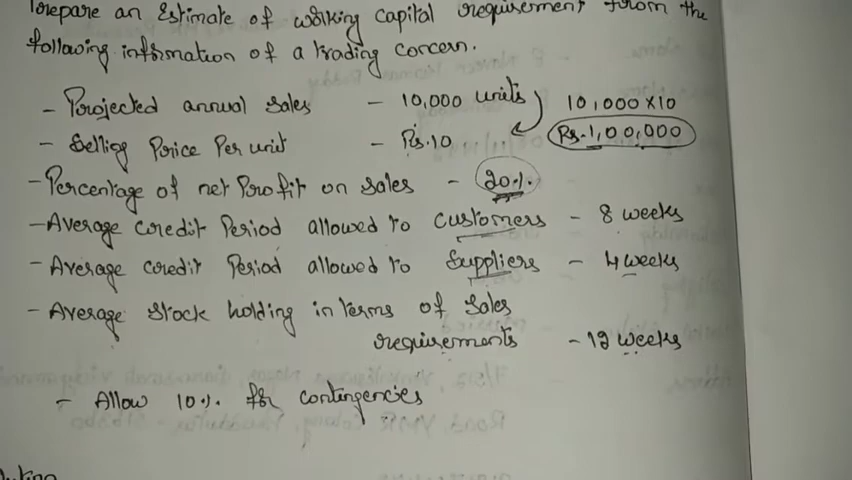 Prepare an Estimate of working Capital requirement from the
following information of a trading concern.
- Projected annual sales - 10,000 units 10,000 x 10
- Selling Price Per unit - Rs.10 Rs.1,00,000
- Percentage of net Profit on sales - 20%.
- Average credit Period allowed to customers - 8 weeks
- Average credit Period allowed to Suppliers - 4 weeks
- Average stock holding in terms of sales
requirements - 12 weeks
- Allow 10% for contingencies